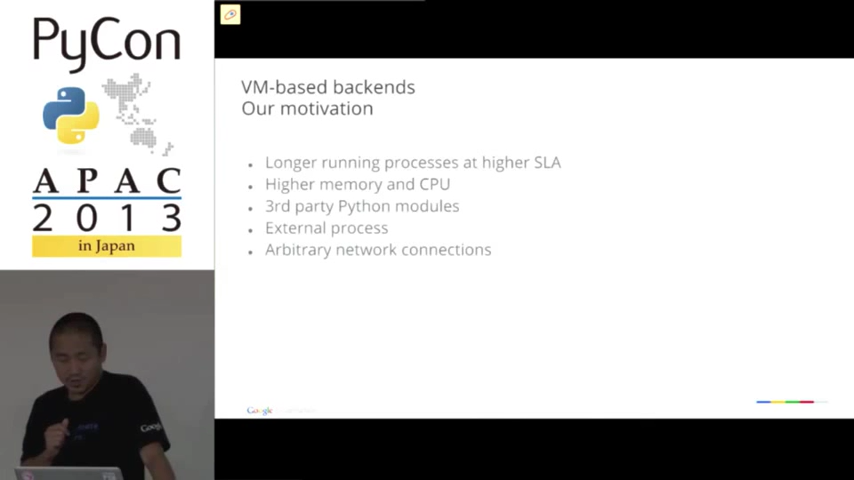 PyCon
APAC
2013
in Japan
VM-based backends
Our motivation
• Longer running processes at higher SLA
• Higher memory and CPU
• 3rd party Python modules
• External process
• Arbitrary network connections
Google